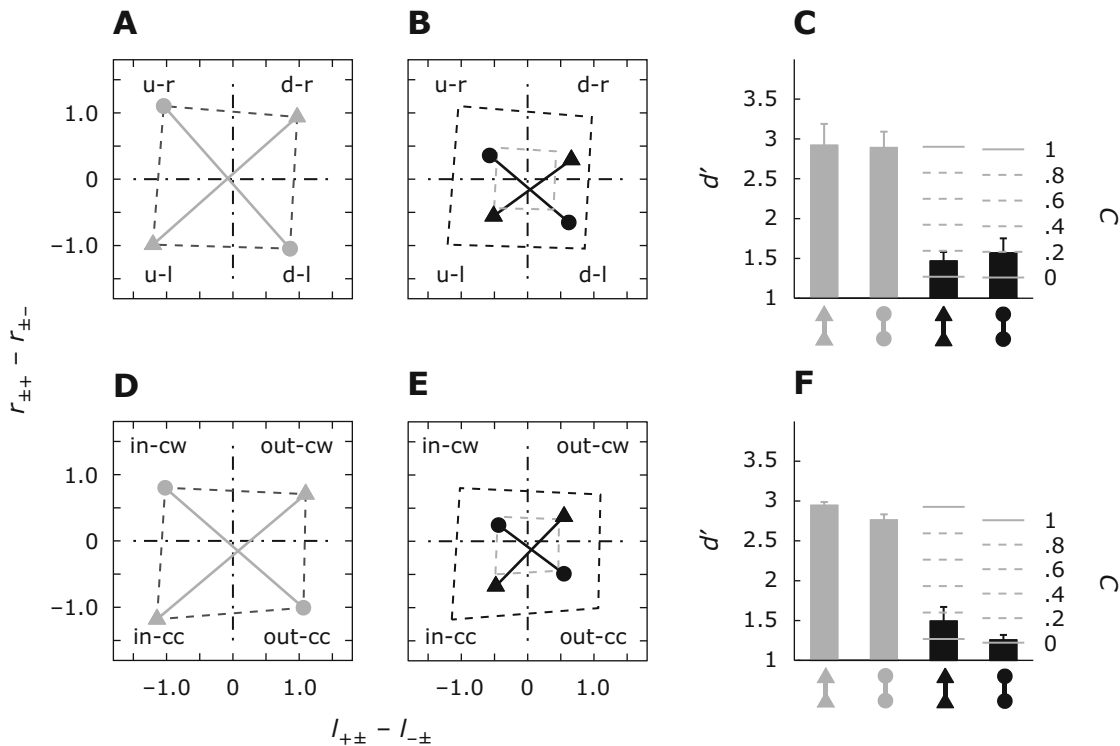 A
B
C
u-r
d-r
u-r
d-r
1.0
0
−1.0
u-l
d-l
u-l
d-l
3.5
3
2.5
2
1.5
1
d′
1
.8
.6
.4
.2
0
C
r±+ − r±−
D
E
F
in-cw
out-cw
in-cw
out-cw
1.0
0
−1.0
in-cc
out-cc
in-cc
out-cc
−1.0
0
1.0
−1.0
0
1.0
l+± − l−±
3.5
3
2.5
2
1.5
1
d′
1
.8
.6
.4
.2
0
C